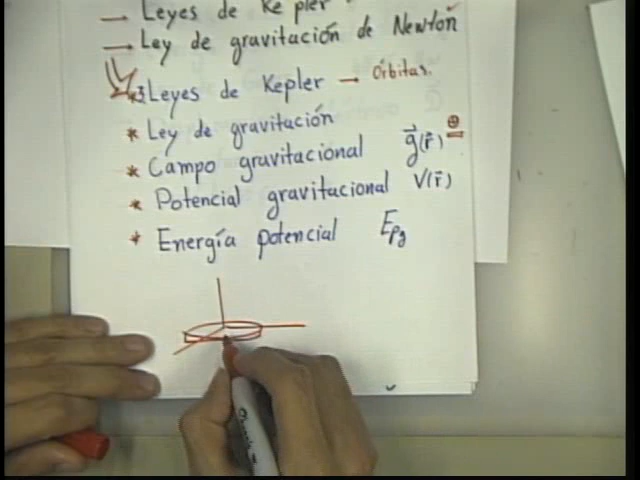 → Leyes de Kepler
→ Ley de gravitación de Newton
* 3 Leyes de Kepler → Órbitas.
* Ley de gravitación
* Campo gravitacional g⃗(r⃗) ⊕
* Potencial gravitacional V(r⃗)
* Energía potencial Epg